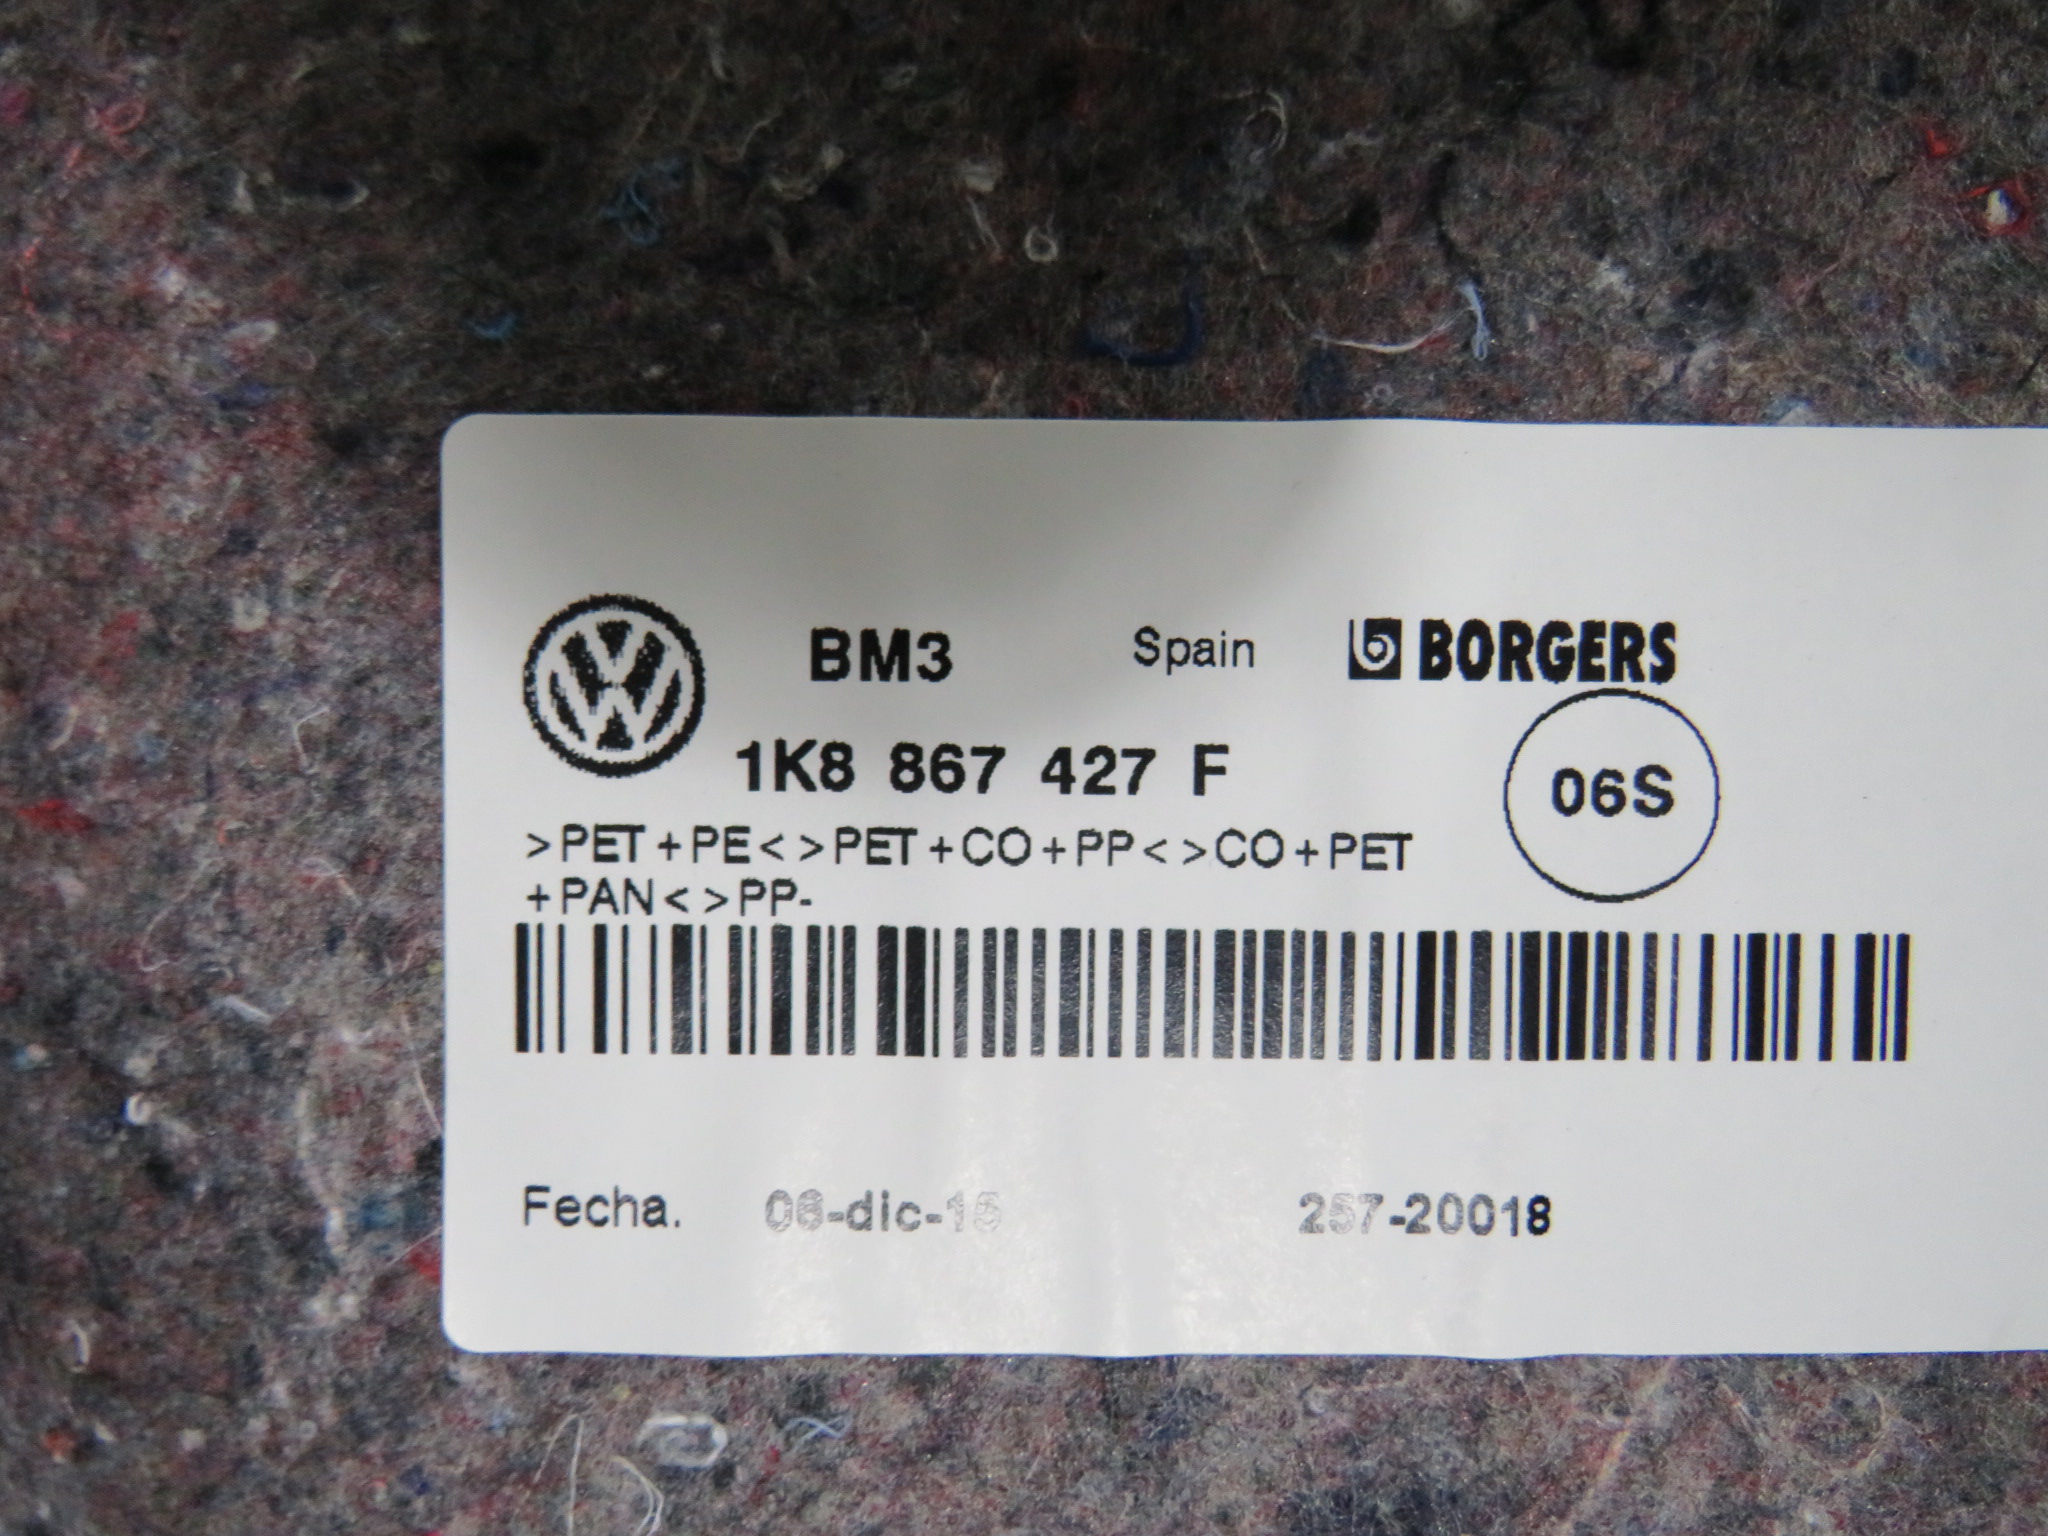 BM3 Spain BORGERS
1K8 867 427 F
06S
>PET+PE<>PET+CO+PP<>CO+PET
+PAN<>PP-
Fecha. 257-20018